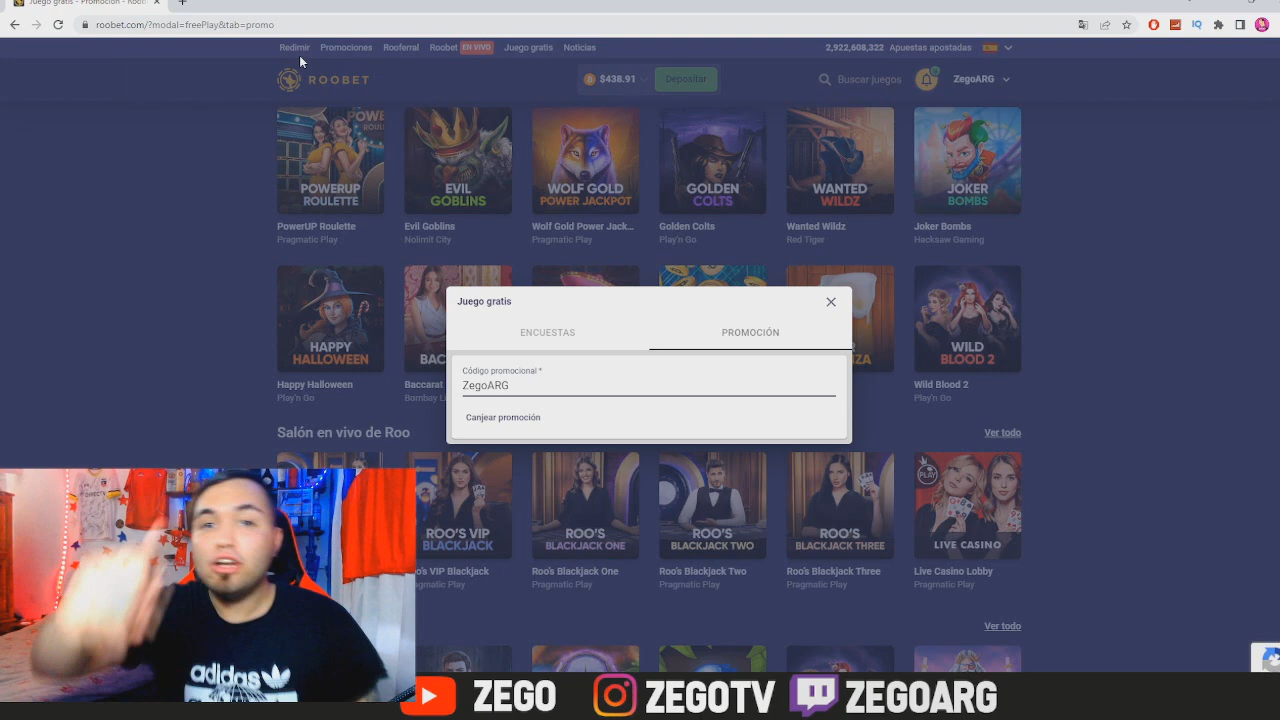 Juego gratis - Promoción - Roob
roobet.com/?modal=freePlay&tab=promo
Redimir Promociones Rooferral Roobet EN VIVO Juego gratis Noticias 2,922,608,322 Apuestas apostadas
ROOBET $438.91 Depositar Buscar juegos ZegoARG
POWERUP ROULETTE
EVIL GOBLINS
WOLF GOLD POWER JACKPOT
GOLDEN COLTS
WANTED WILDZ
JOKER BOMBS
PowerUP Roulette Evil Goblins Wolf Gold Power Jack... Golden Colts Wanted Wildz Joker Bombs
Pragmatic Play Nolimit City Pragmatic Play Play'n Go Red Tiger Hacksaw Gaming
Juego gratis
ENCUESTAS PROMOCIÓN
Código promocional *
ZegoARG
Canjear promoción
HAPPY HALLOWEEN
BAC
WILD BLOOD 2
Happy Halloween Baccarat Wild Blood 2
Play'n Go Bombay Li Play'n Go
Salón en vivo de Roo Ver todo
ROO'S VIP BLACKJACK
ROO'S BLACKJACK ONE
ROO'S BLACKJACK TWO
ROO'S BLACKJACK THREE
PLAY
LIVE CASINO
o's VIP Blackjack Roo's Blackjack One Roo's Blackjack Two Roo's Blackjack Three Live Casino Lobby
agmatic Play Pragmatic Play Pragmatic Play Pragmatic Play Pragmatic Play
Ver todo
DIRECTV
adidas
ZEGO ZEGOTV ZEGOARG